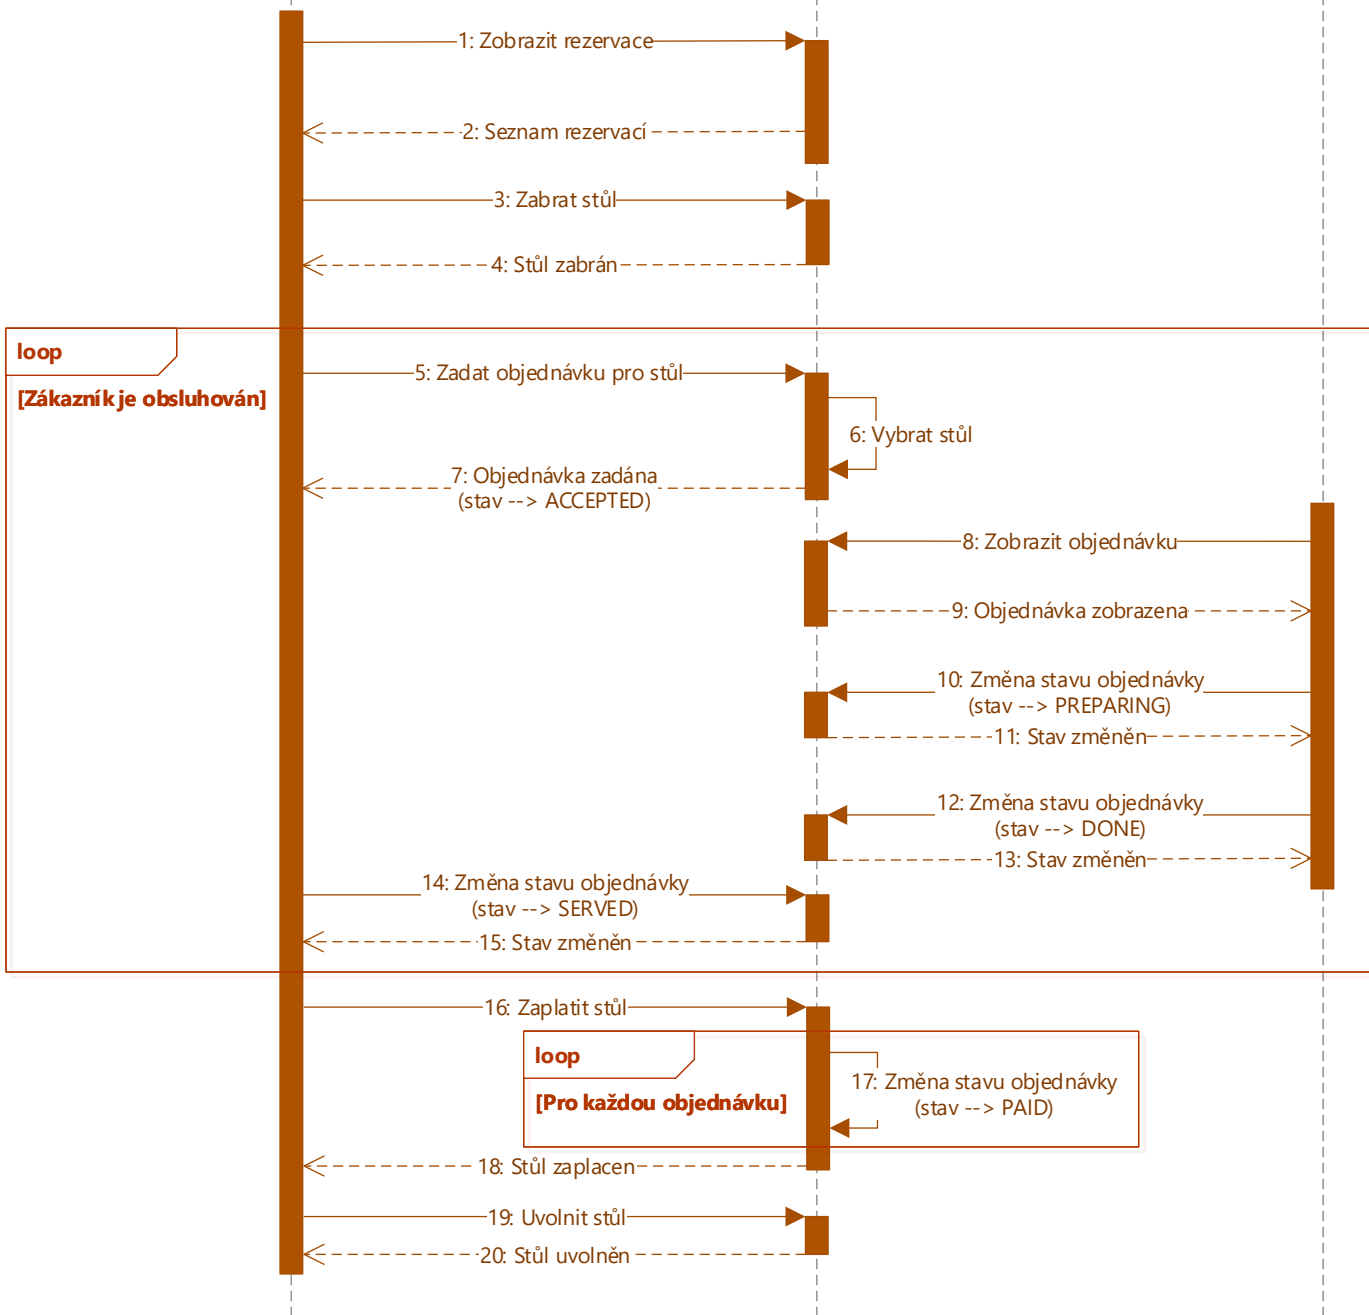 1: Zobrazit rezervace
2: Seznam rezervací
3: Zabrat stůl
4: Stůl zabrán
loop
[Zákazník je obsluhován]
5: Zadat objednávku pro stůl
6: Vybrat stůl
7: Objednávka zadána
(stav --> ACCEPTED)
8: Zobrazit objednávku
9: Objednávka zobrazena
10: Změna stavu objednávky
(stav --> PREPARING)
11: Stav změněn
12: Změna stavu objednávky
(stav --> DONE)
13: Stav změněn
14: Změna stavu objednávky
(stav --> SERVED)
15: Stav změněn
16: Zaplatit stůl
loop
[Pro každou objednávku]
17: Změna stavu objednávky
(stav --> PAID)
18: Stůl zaplacen
19: Uvolnit stůl
20: Stůl uvolněn